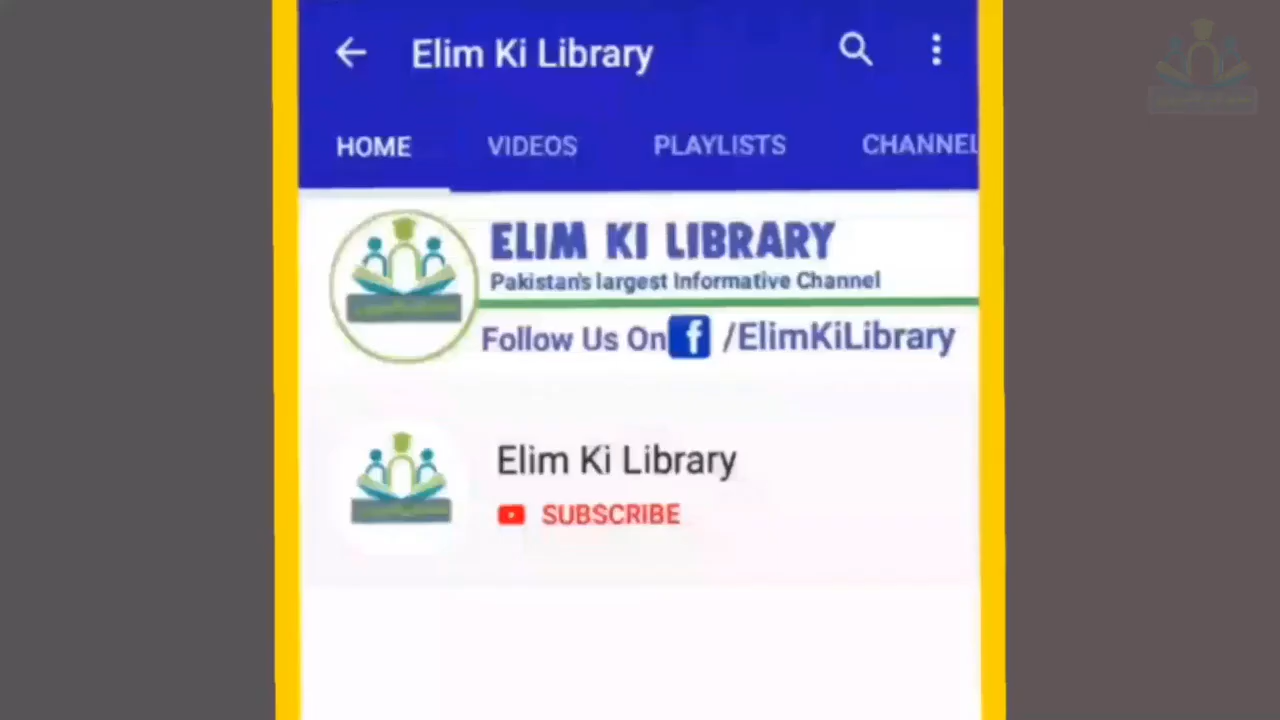 Elim Ki Library
HOME VIDEOS PLAYLISTS CHANNEL
ELIM KI LIBRARY
Pakistan's largest Informative Channel
Follow Us On f /ElimKiLibrary
Elim Ki Library
SUBSCRIBE